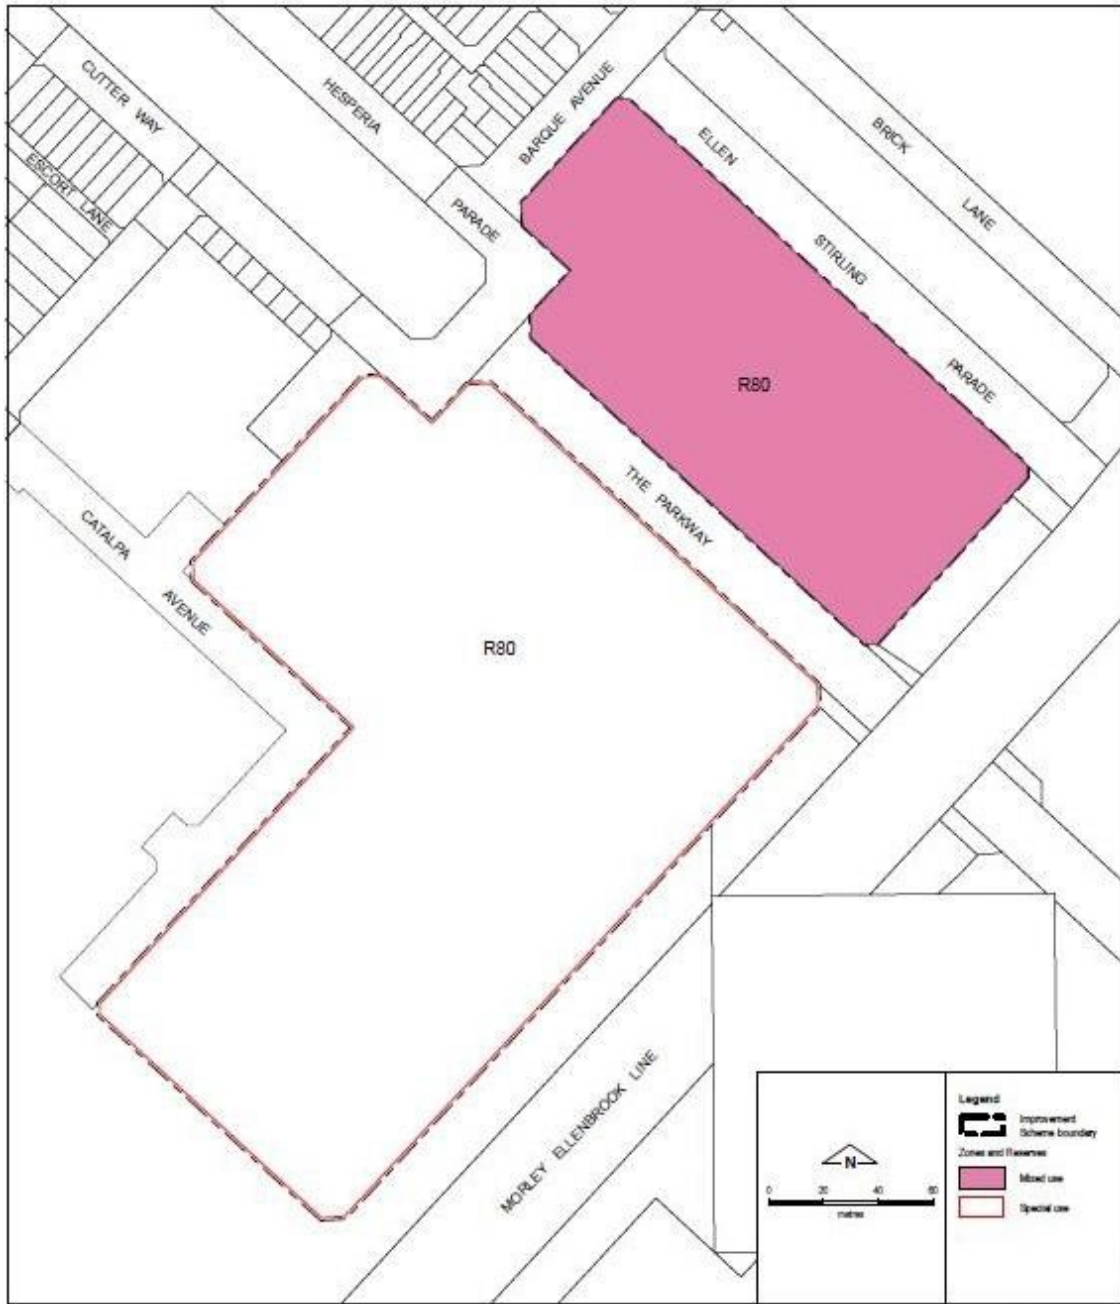 CUTTER WAY
HESPERIA
PARADE
BARQUE AVENUE
ELLEN
STIRLING
PARADE
BRICK
LANE
ESCORT LANE
R80
THE PARKWAY
CATALPA
AVENUE
R80
MORLEY ELLENBROOK LINE
N
0 20 40 60
metres
Legend
Improvement
Scheme boundary
Zones and Reserves
Mixed use
Special use